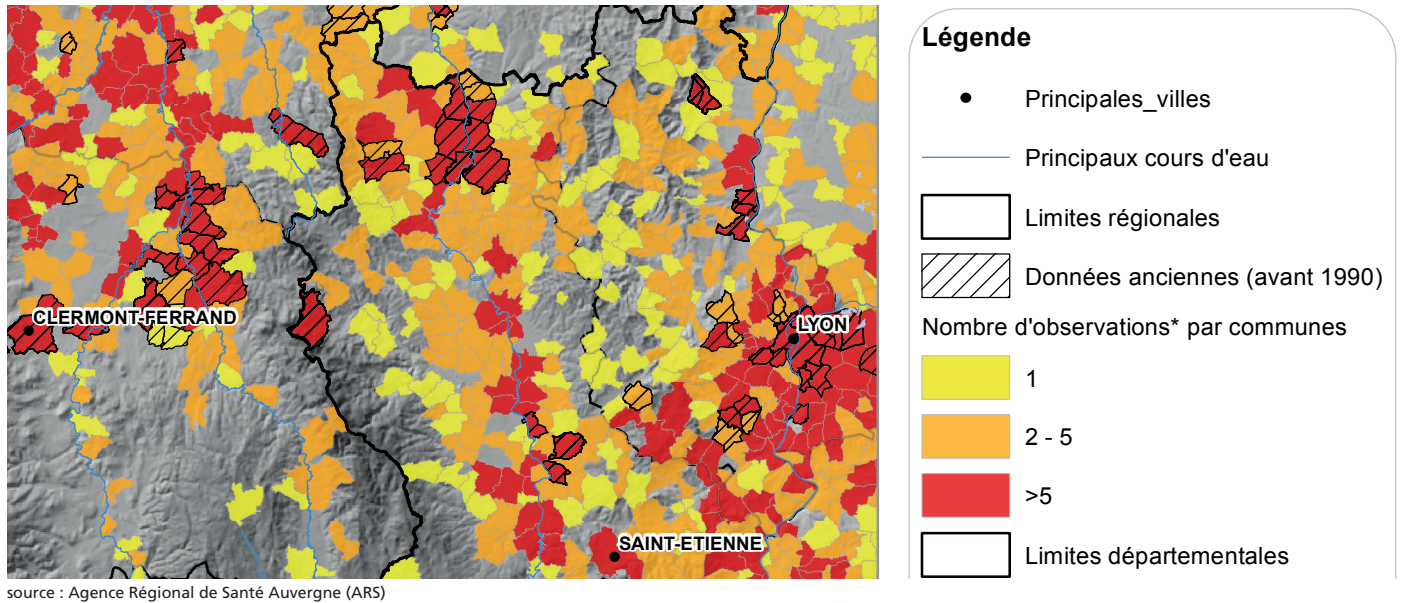 CLERMONT-FERRAND
LYON
SAINT-ETIENNE
source : Agence Régional de Santé Auvergne (ARS)
Légende
Principales_villes
Principaux cours d'eau
Limites régionales
Données anciennes (avant 1990)
Nombre d'observations* par communes
1
2 - 5
>5
Limites départementales